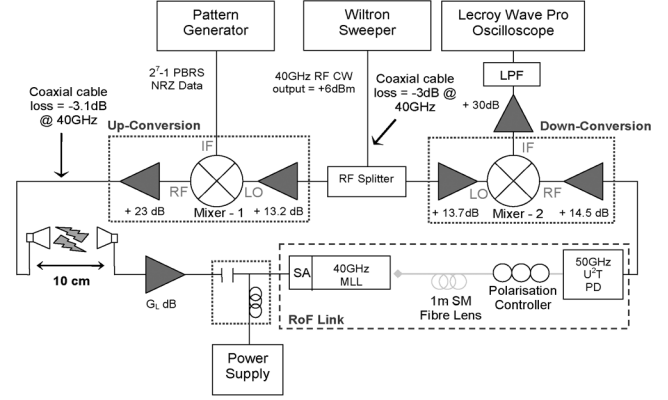 Pattern
Generator
Wiltron
Sweeper
Lecroy Wave Pro
Oscilloscope
2⁷-1 PBRS
NRZ Data
40GHz RF CW
output = +6dBm
Coaxial cable
loss = -3dB @
40GHz
LPF
+ 30dB
Coaxial cable
loss = -3.1dB
@ 40GHz
Up-Conversion
Down-Conversion
IF
RF
LO
Mixer - 1
+ 23 dB
+ 13.2 dB
RF Splitter
IF
LO
RF
Mixer - 2
+ 13.7dB
+ 14.5 dB
10 cm
G_L dB
SA
40GHz
MLL
1m SM
Fibre Lens
Polarisation
Controller
50GHz
U²T
PD
RoF Link
Power
Supply